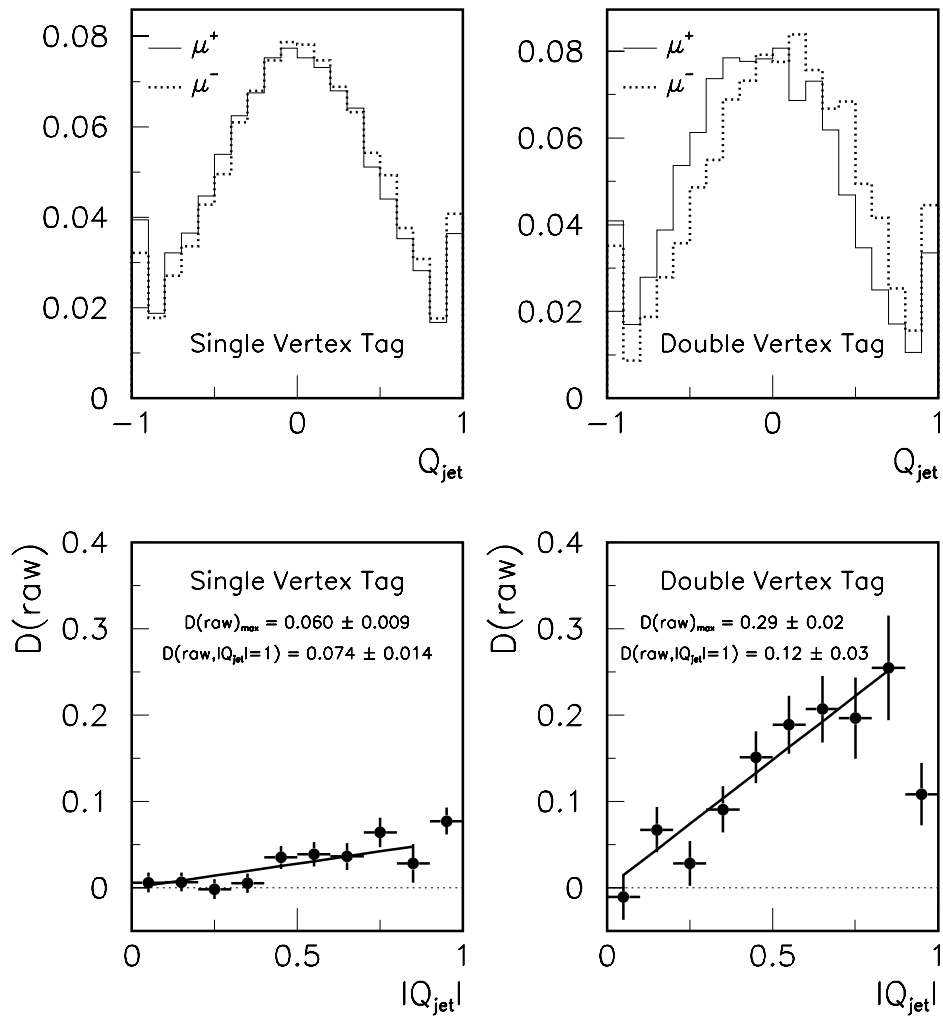 0.08
0.06
0.04
0.02
0
−1
0
1
μ⁺
μ⁻
Single Vertex Tag
Q_jet
0.08
0.06
0.04
0.02
0
−1
0
1
μ⁺
μ⁻
Double Vertex Tag
Q_jet
D(raw)
0.4
0.3
0.2
0.1
0
0
0.5
1
Single Vertex Tag
D(raw)_max = 0.060 ± 0.009
D(raw,|Q_jet|=1) = 0.074 ± 0.014
|Q_jet|
D(raw)
0.4
0.3
0.2
0.1
0
0
0.5
1
Double Vertex Tag
D(raw)_max = 0.29 ± 0.02
D(raw,|Q_jet|=1) = 0.12 ± 0.03
|Q_jet|